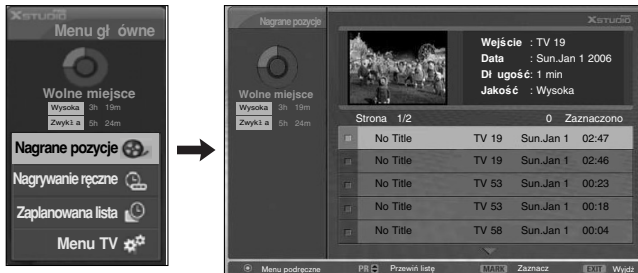 XSTUDIO
Menu gł ówne
Wolne miejsce
Wysoka 3h 19m
Zwykł a 5h 24m
Nagrane pozycje
Nagrywanie ręczne
Zaplanowana lista
Menu TV
Nagrane pozycje
XSTUDIO
Wolne miejsce
Wysoka 3h 19m
Zwykł a 5h 24m
Wejście : TV 19
Data : Sun.Jan 1 2006
Dł ugość: 1 min
Jakość : Wysoka
Strona 1/2 0 Zaznaczono
No Title TV 19 Sun.Jan 1 02:47
No Title TV 19 Sun.Jan 1 02:46
No Title TV 53 Sun.Jan 1 00:23
No Title TV 53 Sun.Jan 1 00:18
No Title TV 58 Sun.Jan 1 00:04
Menu podręczne PR Przewiń listę MARK Zaznacz EXIT Wyjdz